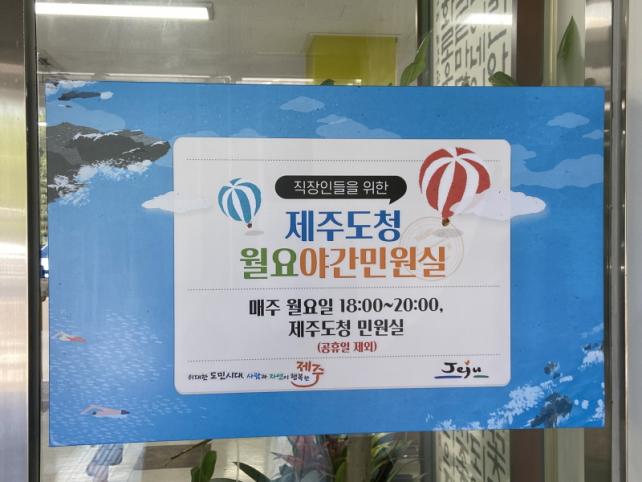 직장인들을 위한
제주도청
월요야간민원실
매주 월요일 18:00~20:00,
제주도청 민원실
(공휴일 제외)
위대한 도민시대, 사람과 자연이 행복한 제주
Jeju